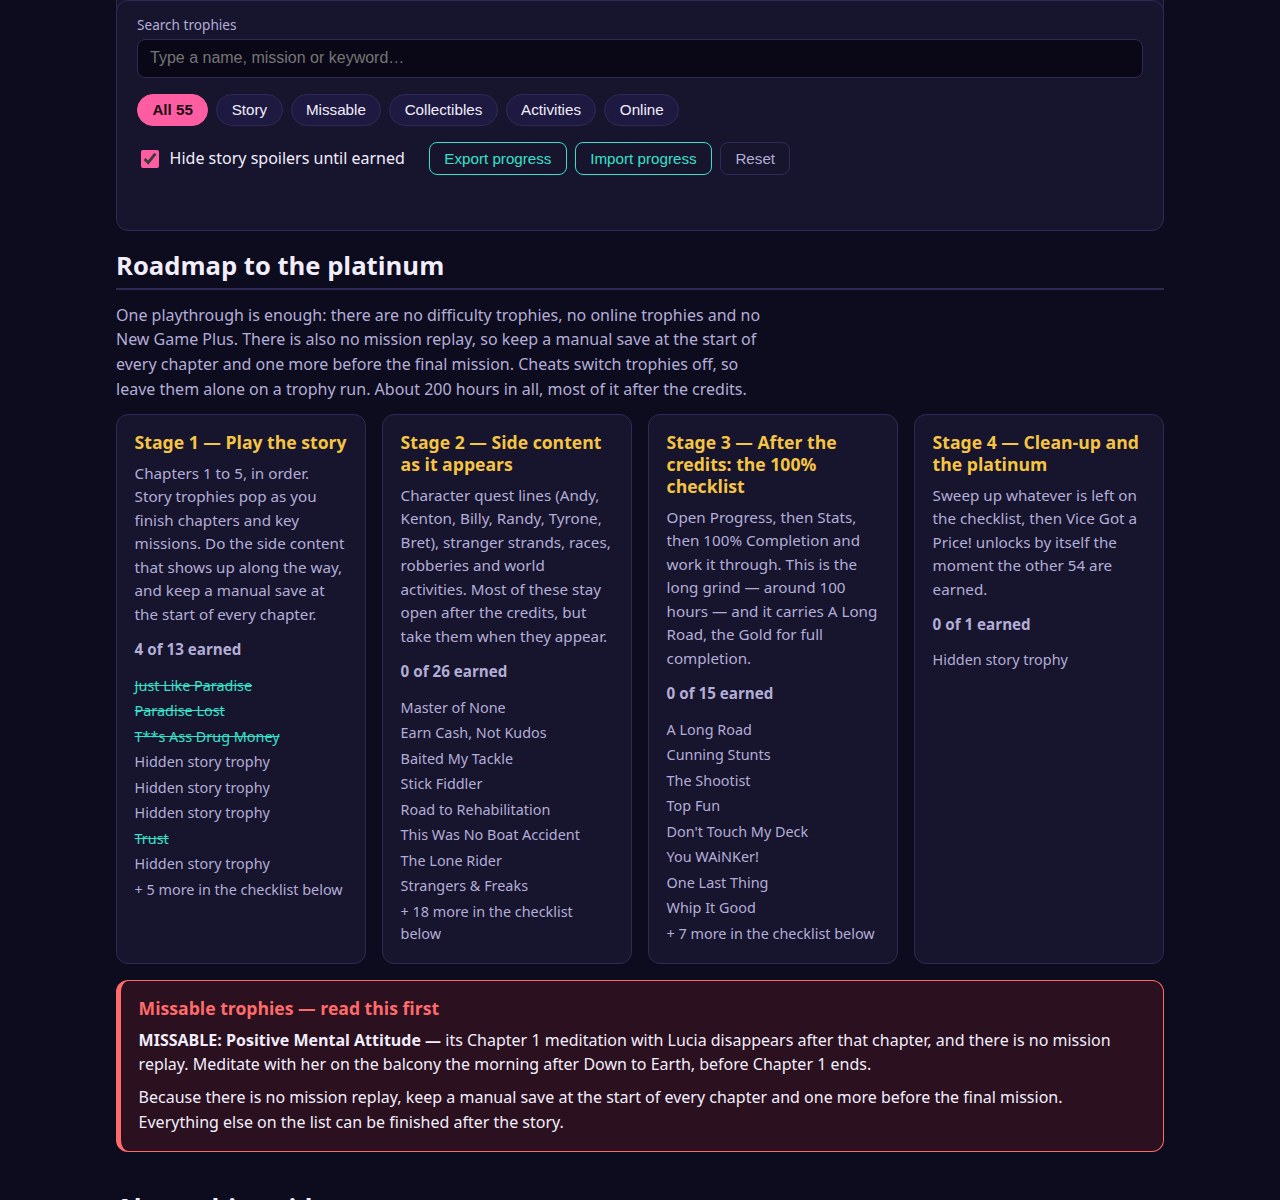 Search trophies
Type a name, mission or keyword…
All 55
Story
Missable
Collectibles
Activities
Online
Hide story spoilers until earned
Export progress
Import progress
Reset
Roadmap to the platinum
One playthrough is enough: there are no difficulty trophies, no online trophies and no
New Game Plus. There is also no mission replay, so keep a manual save at the start of
every chapter and one more before the final mission. Cheats switch trophies off, so
leave them alone on a trophy run. About 200 hours in all, most of it after the credits.
Stage 1 — Play the story
Chapters 1 to 5, in order.
Story trophies pop as you
finish chapters and key
missions. Do the side content
that shows up along the way,
and keep a manual save at
the start of every chapter.
4 of 13 earned
Just Like Paradise
Paradise Lost
T**s Ass Drug Money
Hidden story trophy
Hidden story trophy
Hidden story trophy
Trust
Hidden story trophy
+ 5 more in the checklist below
Stage 2 — Side content
as it appears
Character quest lines (Andy,
Kenton, Billy, Randy, Tyrone,
Bret), stranger strands, races,
robberies and world
activities. Most of these stay
open after the credits, but
take them when they appear.
0 of 26 earned
Master of None
Earn Cash, Not Kudos
Baited My Tackle
Stick Fiddler
Road to Rehabilitation
This Was No Boat Accident
The Lone Rider
Strangers & Freaks
+ 18 more in the checklist
below
Stage 3 — After the
credits: the 100%
checklist
Open Progress, then Stats,
then 100% Completion and
work it through. This is the
long grind — around 100
hours — and it carries A Long
Road, the Gold for full
completion.
0 of 15 earned
A Long Road
Cunning Stunts
The Shootist
Top Fun
Don't Touch My Deck
You WAiNKer!
One Last Thing
Whip It Good
+ 7 more in the checklist below
Stage 4 — Clean-up and
the platinum
Sweep up whatever is left on
the checklist, then Vice Got a
Price! unlocks by itself the
moment the other 54 are
earned.
0 of 1 earned
Hidden story trophy
Missable trophies — read this first
MISSABLE: Positive Mental Attitude — its Chapter 1 meditation with Lucia disappears after that chapter, and there is no mission
replay. Meditate with her on the balcony the morning after Down to Earth, before Chapter 1 ends.
Because there is no mission replay, keep a manual save at the start of every chapter and one more before the final mission.
Everything else on the list can be finished after the story.